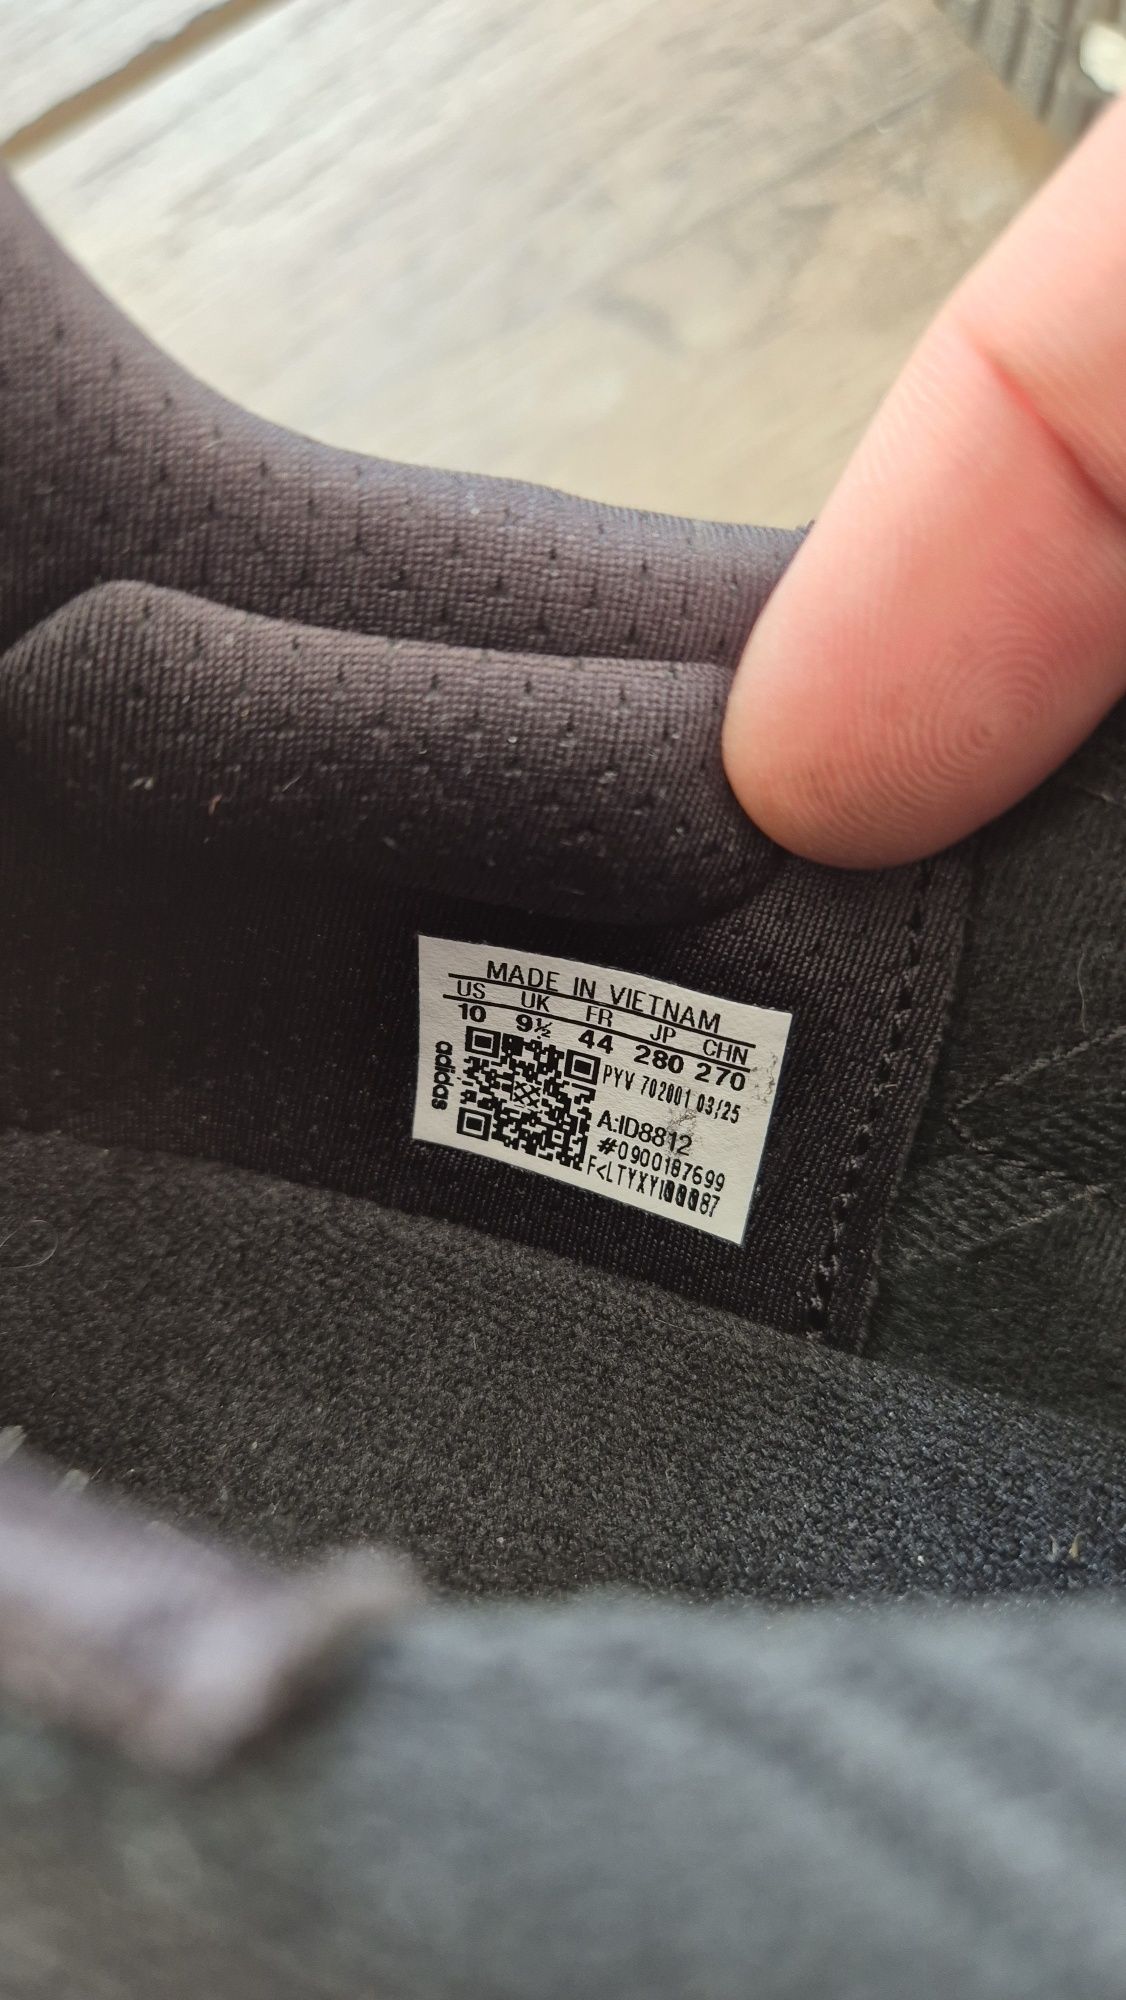 MADE IN VIETNAM
US UK FR JP CHN
10 9½ 44 280 270
PYV 702001 03/25
A:ID8812
#0900187699
adidas